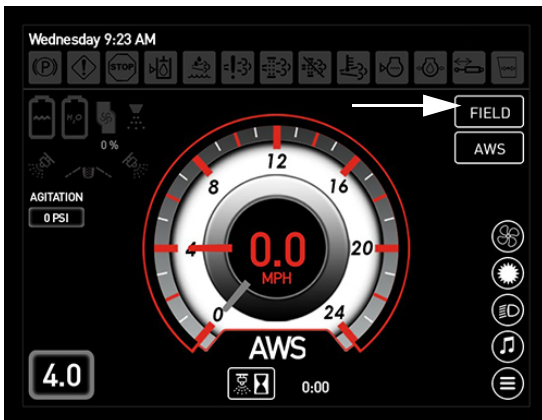 Wednesday 9:23 AM
(P) STOP
H₂O
0 %
FIELD
AWS
AGITATION
0 PSI
0 4 8 12 16 20 24
0.0
MPH
AWS
4.0
0:00